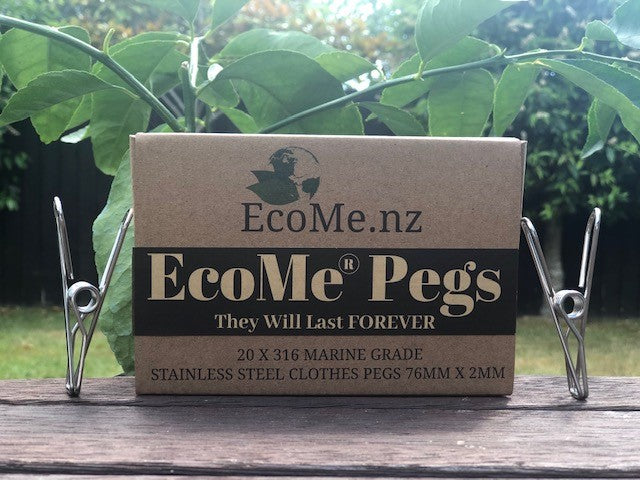 EcoMe.nz
EcoMe® Pegs
They Will Last FOREVER
20 X 316 MARINE GRADE
STAINLESS STEEL CLOTHES PEGS 76MM X 2MM